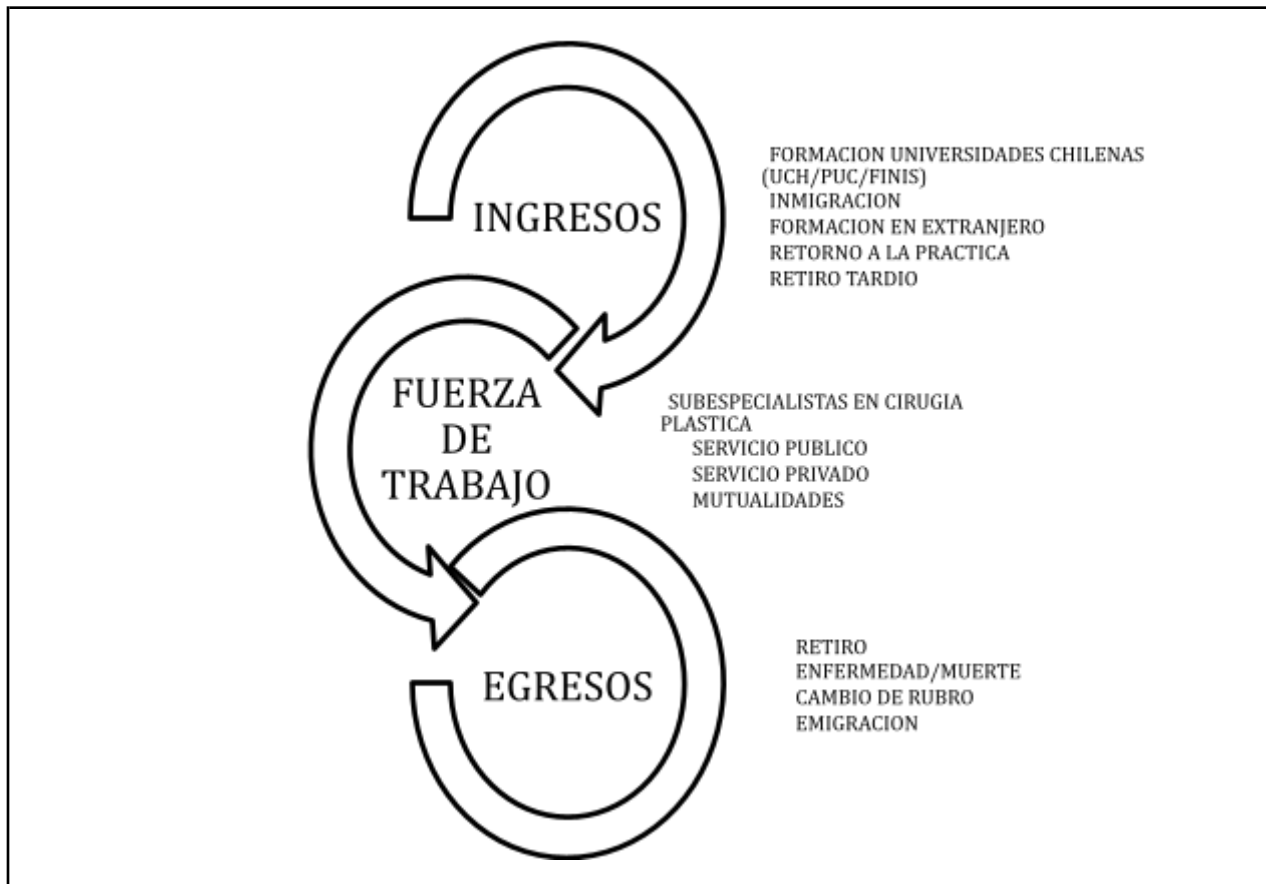 INGRESOS
FORMACION UNIVERSIDADES CHILENAS
(UCH/PUC/FINIS)
INMIGRACION
FORMACION EN EXTRANJERO
RETORNO A LA PRACTICA
RETIRO TARDIO
FUERZA
DE
TRABAJO
SUBESPECIALISTAS EN CIRUGIA
PLASTICA
SERVICIO PUBLICO
SERVICIO PRIVADO
MUTUALIDADES
EGRESOS
RETIRO
ENFERMEDAD/MUERTE
CAMBIO DE RUBRO
EMIGRACION